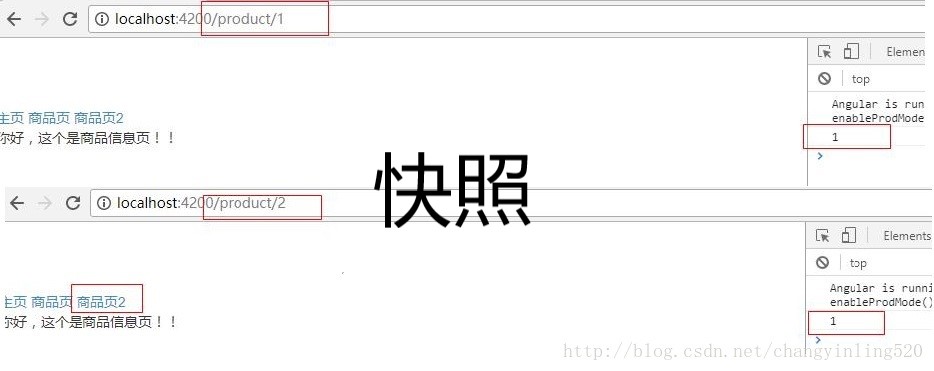 localhost:4200/product/1
Elemen
top
Angular is run
enableProdMode
主页 商品页 商品页2
你好，这个是商品信息页！！
1
快照
localhost:4200/product/2
Elements
top
Angular is runni
enableProdMode()
主页 商品页 商品页2
你好，这个是商品信息页！！
1
http://blog.csdn.net/changyinling520